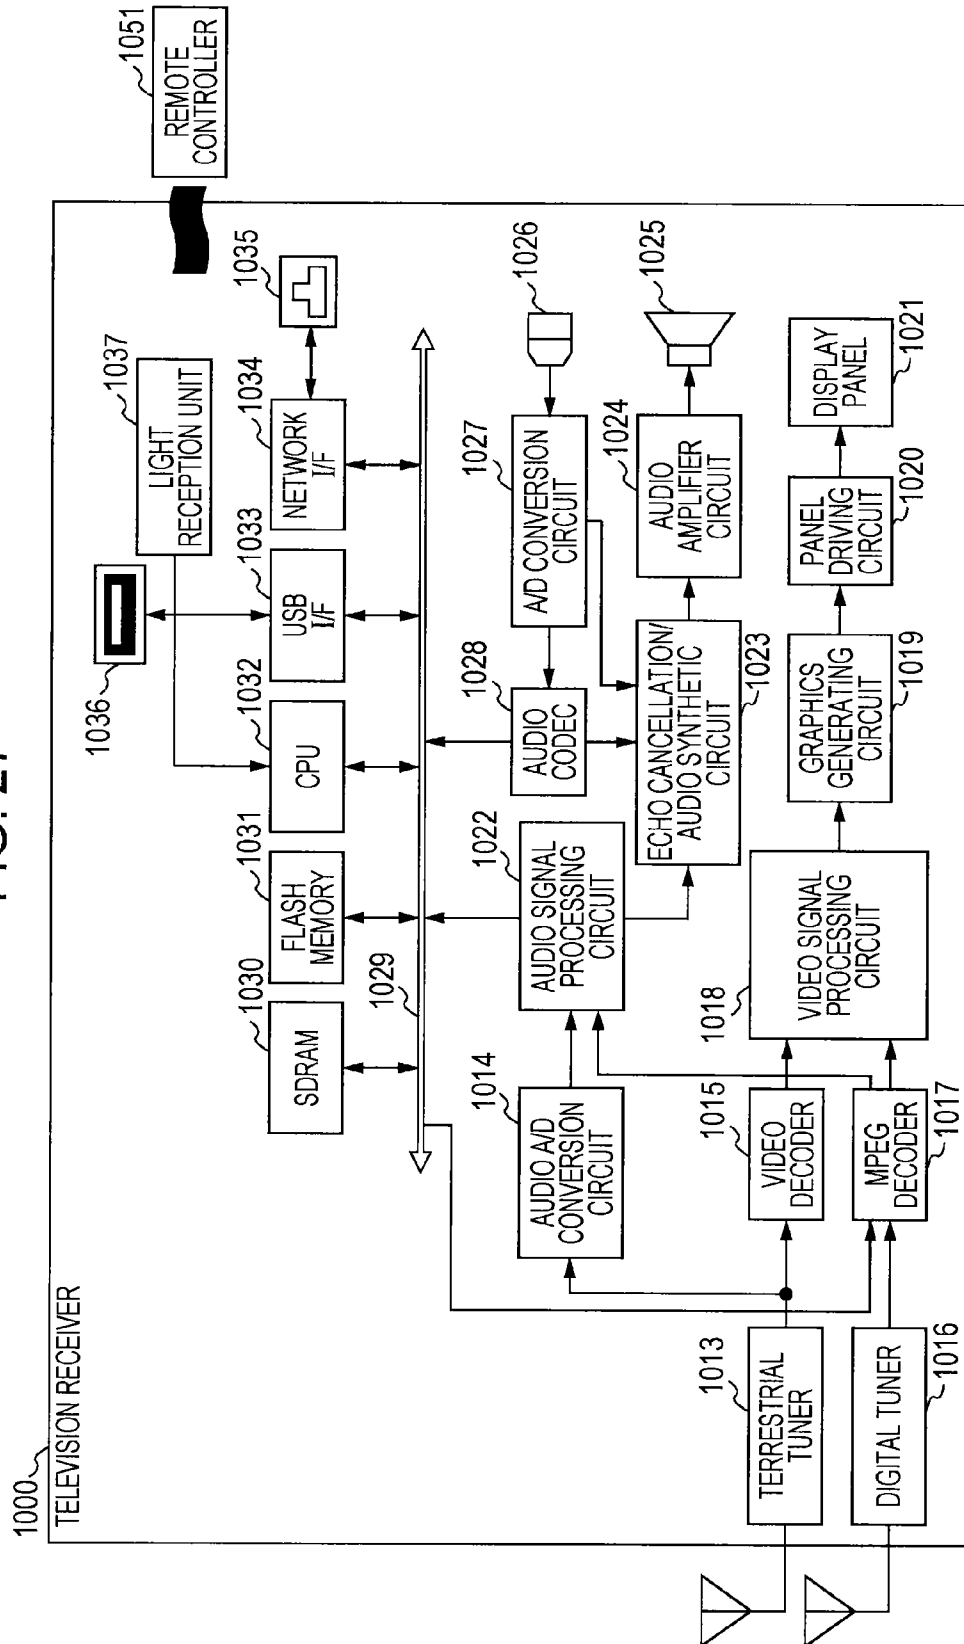 1000
TELEVISION RECEIVER
1051
REMOTE
CONTROLLER
1036
1037
LIGHT
RECEPTION UNIT
1035
1030
SDRAM
1031
FLASH
MEMORY
1032
CPU
1033
USB
I/F
1034
NETWORK
I/F
1029
1014
AUDIO A/D
CONVERSION
CIRCUIT
1022
AUDIO SIGNAL
PROCESSING
CIRCUIT
1028
AUDIO
CODEC
1027
A/D CONVERSION
CIRCUIT
1026
ECHO CANCELLATION/
AUDIO SYNTHETIC
CIRCUIT
1023
1024
AUDIO
AMPLIFIER
CIRCUIT
1025
1013
TERRESTRIAL
TUNER
1015
VIDEO
DECODER
1018
VIDEO SIGNAL
PROCESSING
CIRCUIT
GRAPHICS
GENERATING
CIRCUIT
1019
PANEL
DRIVING
CIRCUIT
1020
DISPLAY
PANEL
1021
DIGITAL TUNER
1016
MPEG
DECODER
1017